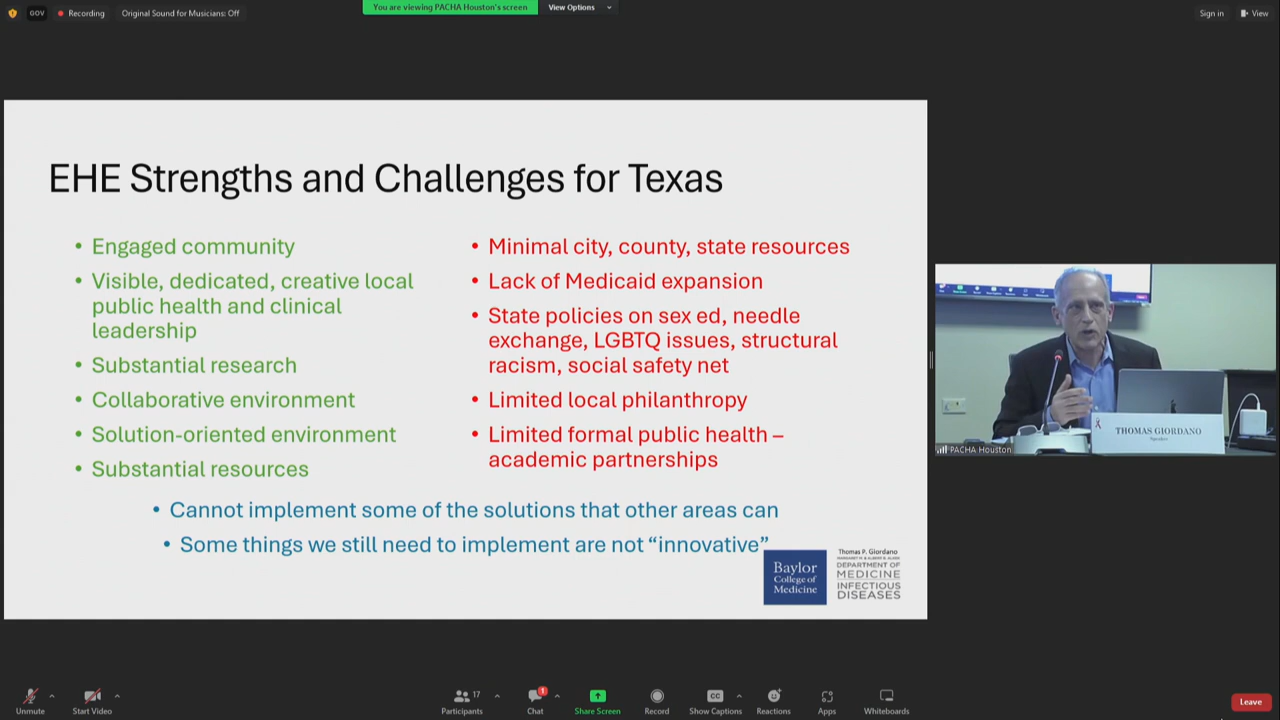 GOV
Recording
Original Sound for Musicians: Off
You are viewing PACHA Houston's screen
View Options
Sign in
View
EHE Strengths and Challenges for Texas
• Engaged community
• Visible, dedicated, creative local
public health and clinical
leadership
• Substantial research
• Collaborative environment
• Solution-oriented environment
• Substantial resources
• Minimal city, county, state resources
• Lack of Medicaid expansion
• State policies on sex ed, needle
exchange, LGBTQ issues, structural
racism, social safety net
• Limited local philanthropy
• Limited formal public health –
academic partnerships
• Cannot implement some of the solutions that other areas can
• Some things we still need to implement are not “innovative”
Baylor
College of
Medicine
Thomas P. Giordano
DEPARTMENT OF
MEDICINE
INFECTIOUS
DISEASES
THOMAS GIORDANO
Speaker
PACHA Houston
Unmute
Start Video
Participants
17
Chat
1
Share Screen
Record
CC
Show Captions
Reactions
Apps
Whiteboards
Leave